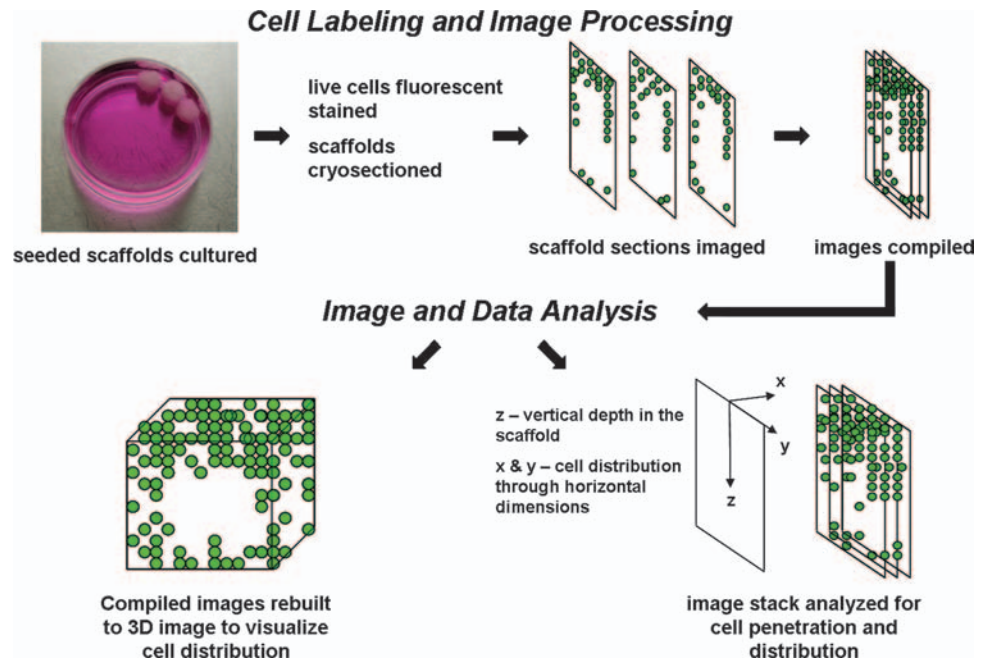 Cell Labeling and Image Processing
live cells fluorescent
stained
scaffolds
cryosectioned
seeded scaffolds cultured
scaffold sections imaged
images compiled
Image and Data Analysis
z – vertical depth in the
scaffold
x & y – cell distribution
through horizontal
dimensions
x
y
z
Compiled images rebuilt
to 3D image to visualize
cell distribution
image stack analyzed for
cell penetration and
distribution